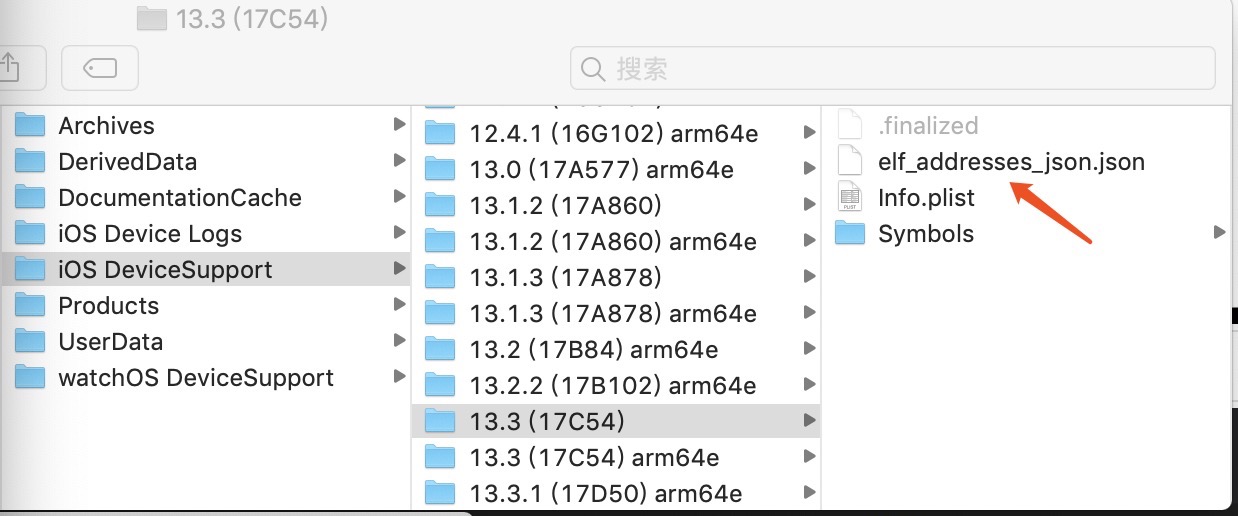 13.3 (17C54)
搜索
Archives
DerivedData
DocumentationCache
iOS Device Logs
iOS DeviceSupport
Products
UserData
watchOS DeviceSupport
12.4.1 (16G102) arm64e
13.0 (17A577) arm64e
13.1.2 (17A860)
13.1.2 (17A860) arm64e
13.1.3 (17A878)
13.1.3 (17A878) arm64e
13.2 (17B84) arm64e
13.2.2 (17B102) arm64e
13.3 (17C54)
13.3 (17C54) arm64e
13.3.1 (17D50) arm64e
.finalized
elf_addresses_json.json
PLIST
Info.plist
Symbols